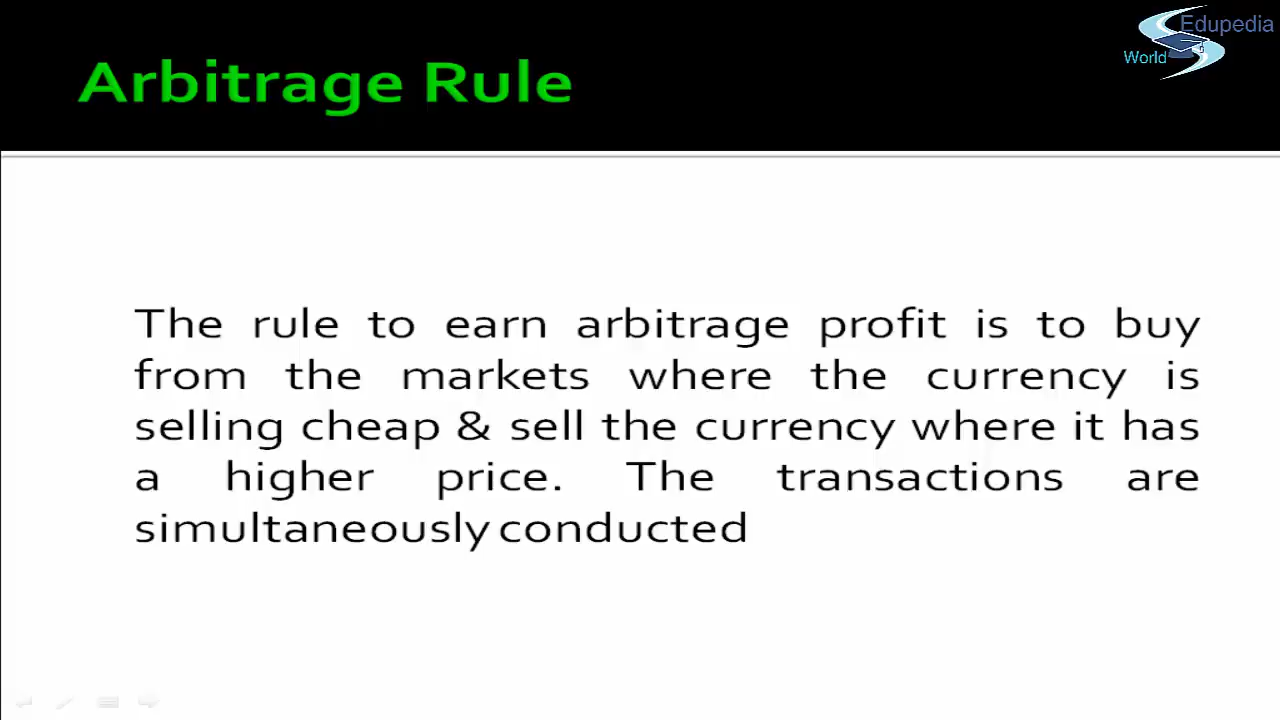 Edupedia
World
Arbitrage Rule
The rule to earn arbitrage profit is to buy
from the markets where the currency is
selling cheap & sell the currency where it has
a higher price. The transactions are
simultaneously conducted